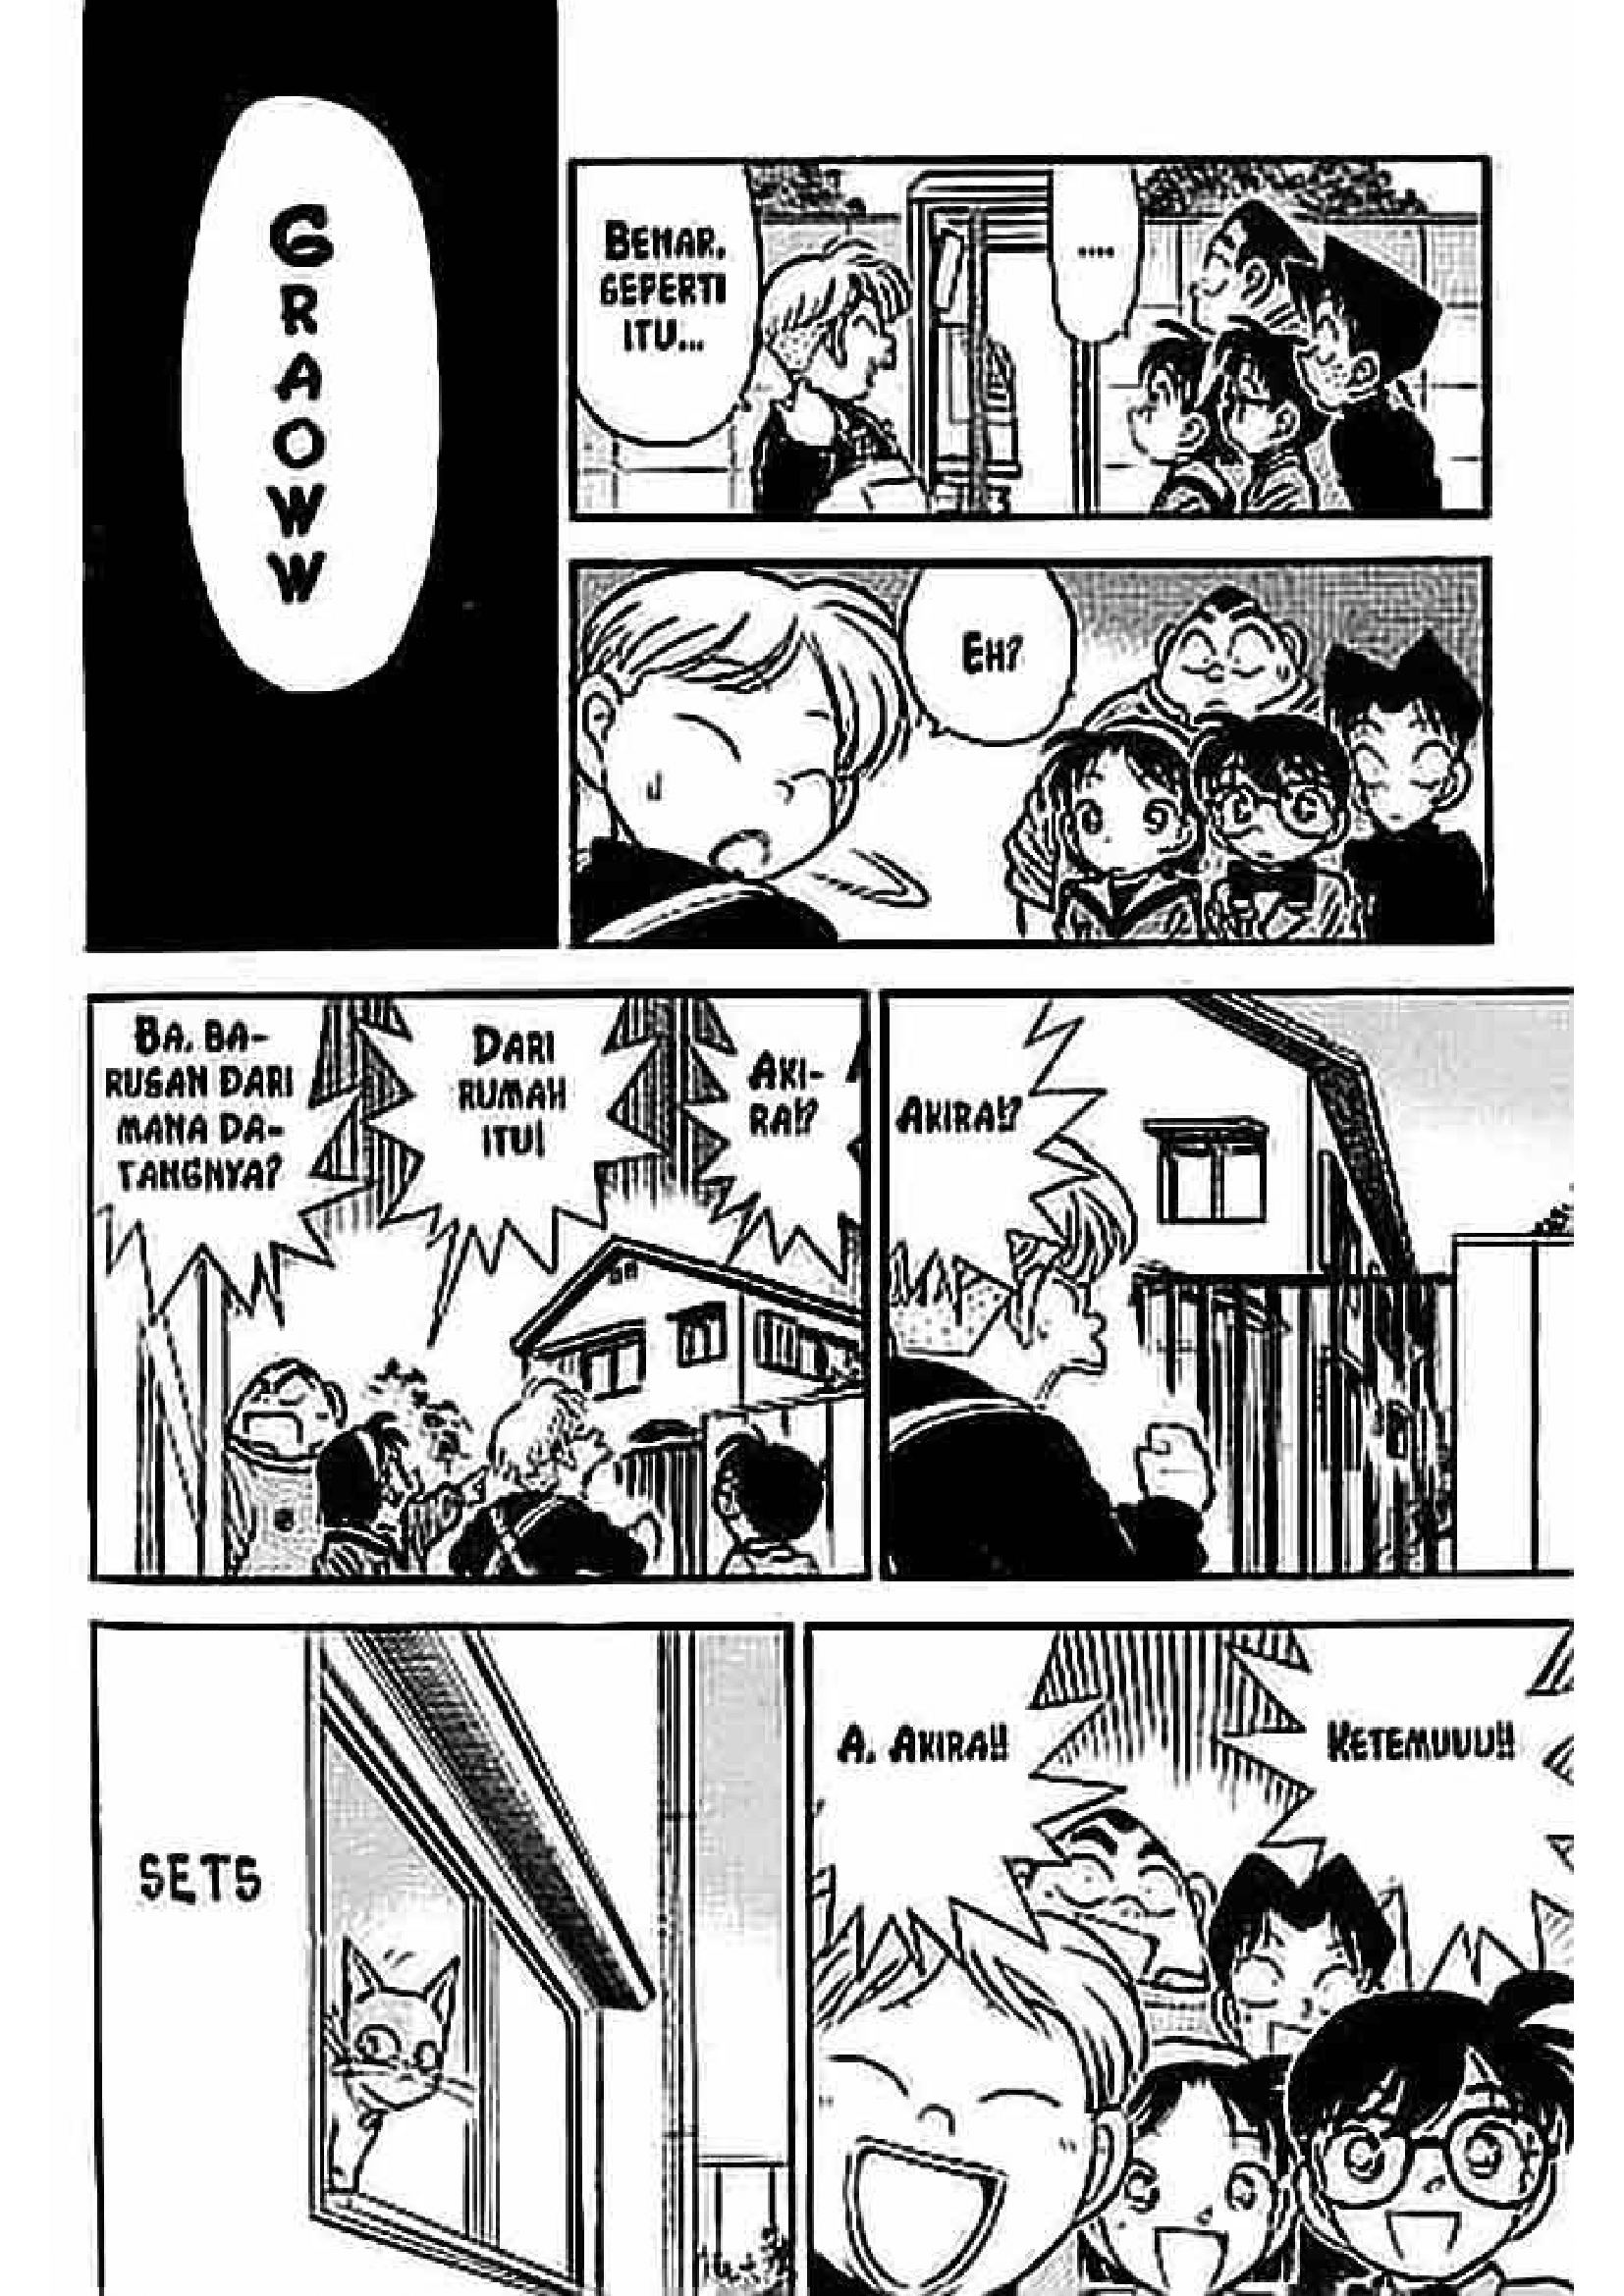 ....
BENAR,
SEPERTI
ITU...
G
R
A
O
W
W
EH?
AKIRA!?
AKI-
RA!?
DARI
RUMAH
ITU!
BA, BA-
RUSAN DARI
MANA DA-
TANGNYA?
KETEMUUU!!
A, AKIRA!!
SETS